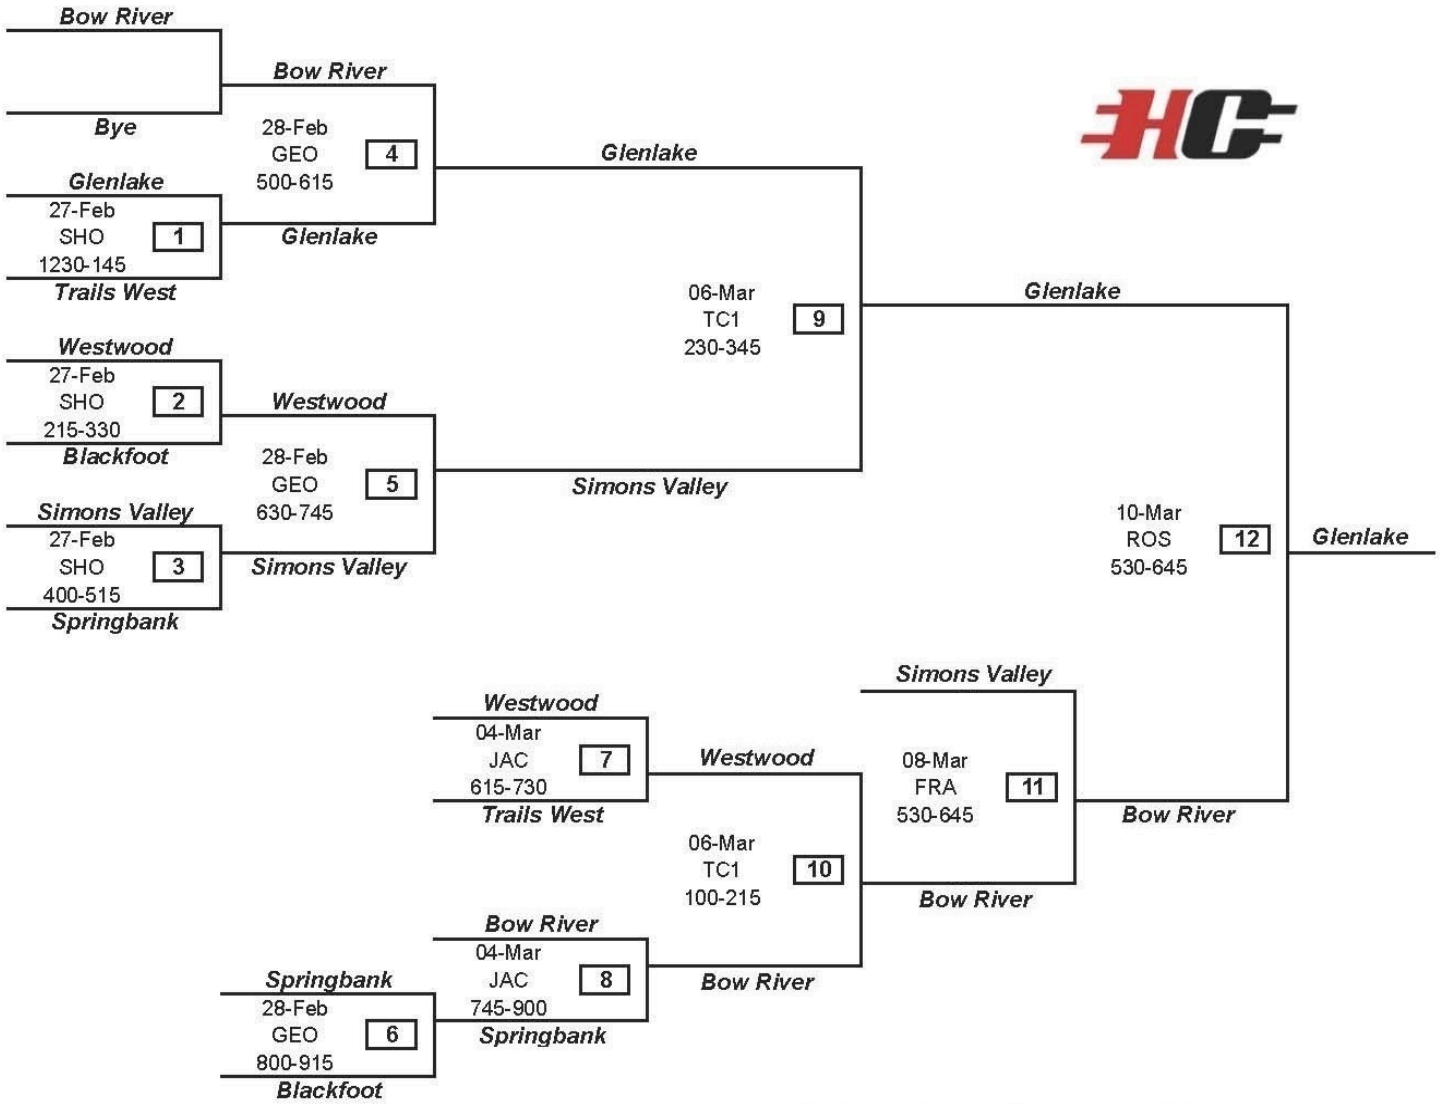 Bow River
Bow River
Bye
28-Feb
GEO
4
500-615
HC
Glenlake
Glenlake
27-Feb
SHO
1
1230-145
Glenlake
Trails West
06-Mar
TC1
9
230-345
Glenlake
Westwood
27-Feb
SHO
2
215-330
Westwood
Blackfoot
28-Feb
GEO
5
630-745
Simons Valley
Simons Valley
27-Feb
SHO
3
400-515
Simons Valley
Springbank
10-Mar
ROS
12
530-645
Glenlake
Simons Valley
Westwood
04-Mar
JAC
7
615-730
Westwood
Trails West
08-Mar
FRA
11
530-645
Bow River
06-Mar
TC1
10
100-215
Bow River
Bow River
04-Mar
JAC
8
745-900
Bow River
Springbank
Springbank
28-Feb
GEO
6
800-915
Blackfoot